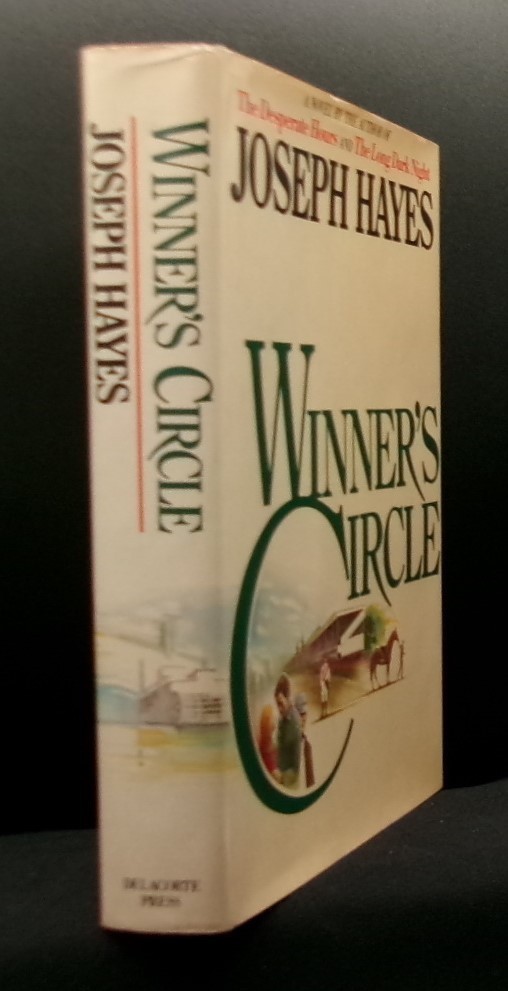 A NOVEL BY THE AUTHOR OF
The Desperate Hours AND The Long Dark Night
JOSEPH HAYES
WINNER'S
CIRCLE
WINNER'S CIRCLE
JOSEPH HAYES
DELACORTE
PRESS